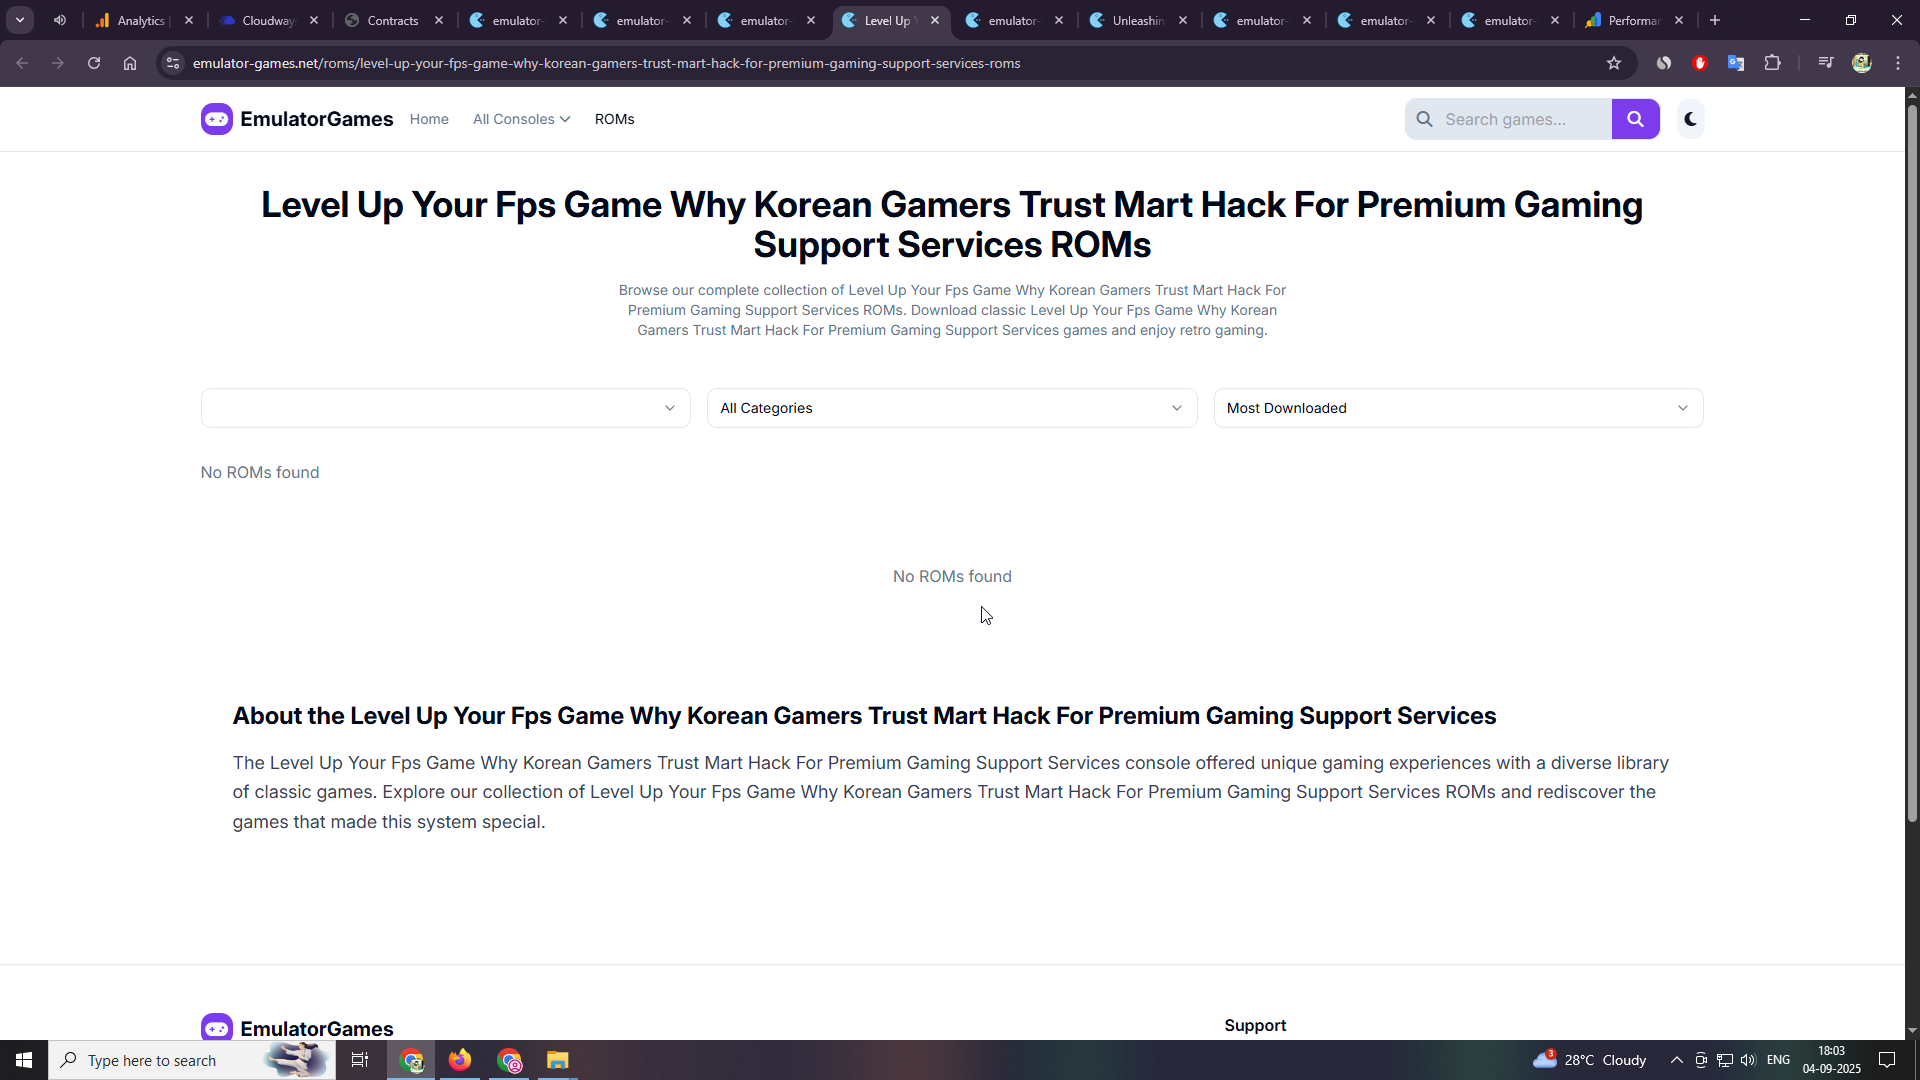 Analytics
Cloudway
Contracts
emulator-
emulator-
emulator-
Level Up
emulator-
Unleashin
emulator-
emulator-
emulator-
Performan
emulator-games.net/roms/level-up-your-fps-game-why-korean-gamers-trust-mart-hack-for-premium-gaming-support-services-roms
EmulatorGames
Home
All Consoles
ROMs
Search games...
Level Up Your Fps Game Why Korean Gamers Trust Mart Hack For Premium Gaming
Support Services ROMs
Browse our complete collection of Level Up Your Fps Game Why Korean Gamers Trust Mart Hack For
Premium Gaming Support Services ROMs. Download classic Level Up Your Fps Game Why Korean
Gamers Trust Mart Hack For Premium Gaming Support Services games and enjoy retro gaming.
All Categories
Most Downloaded
No ROMs found
No ROMs found
About the Level Up Your Fps Game Why Korean Gamers Trust Mart Hack For Premium Gaming Support Services
The Level Up Your Fps Game Why Korean Gamers Trust Mart Hack For Premium Gaming Support Services console offered unique gaming experiences with a diverse library
of classic games. Explore our collection of Level Up Your Fps Game Why Korean Gamers Trust Mart Hack For Premium Gaming Support Services ROMs and rediscover the
games that made this system special.
EmulatorGames
Support
Type here to search
3
28°C Cloudy
ENG
18:03
04-09-2025